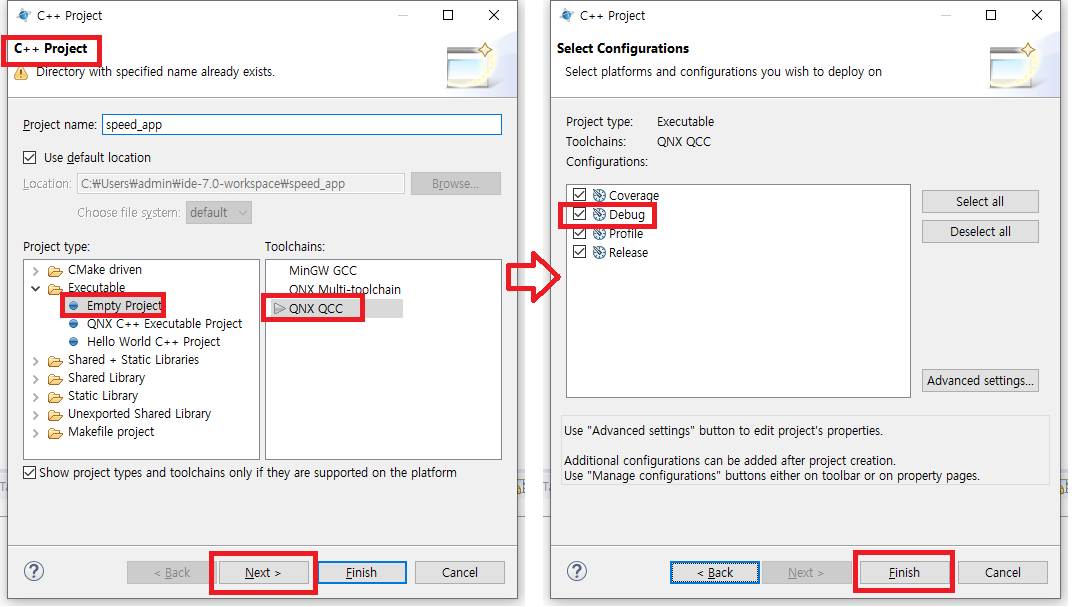 C++ Project
C++ Project
Directory with specified name already exists.
Project name: speed_app
Use default location
Location: C:₩Users₩admin₩ide-7.0-workspace₩speed_app Browse...
Choose file system: default
Project type:
CMake driven
Executable
Empty Project
QNX C++ Executable Project
Hello World C++ Project
Shared + Static Libraries
Shared Library
Static Library
Unexported Shared Library
Makefile project
Toolchains:
MinGW GCC
QNX Multi-toolchain
QNX QCC
Show project types and toolchains only if they are supported on the platform
? < Back Next > Finish Cancel
C++ Project
Select Configurations
Select platforms and configurations you wish to deploy on
Project type: Executable
Toolchains: QNX QCC
Configurations:
Coverage
Debug
Profile
Release
Select all
Deselect all
Advanced settings...
Use "Advanced settings" button to edit project's properties.
Additional configurations can be added after project creation.
Use "Manage configurations" buttons either on toolbar or on property pages.
? < Back Next > Finish Cancel